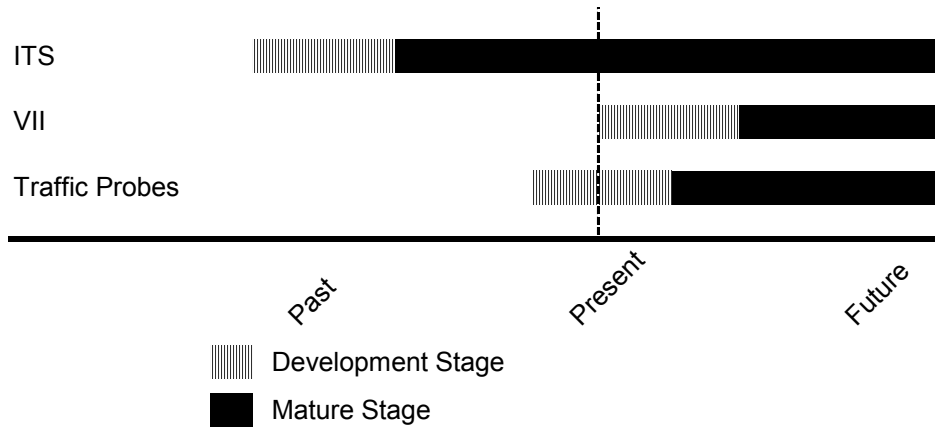 ITS
VII
Traffic Probes
Past
Present
Future
Development Stage
Mature Stage